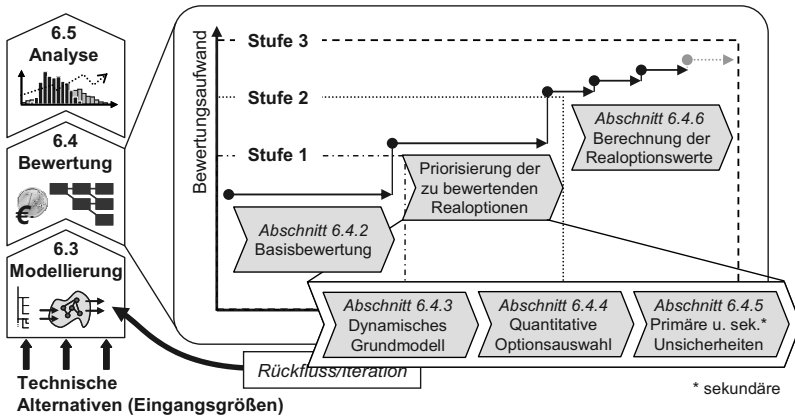 6.5
Analyse
6.4
Bewertung
€
6.3
Modellierung
Technische
Alternativen (Eingangsgrößen)
Bewertungsaufwand
Stufe 3
Stufe 2
Stufe 1
Abschnitt 6.4.2
Basisbewertung
Priorisierung der
zu bewertenden
Realoptionen
Abschnitt 6.4.6
Berechnung der
Realoptionswerte
Abschnitt 6.4.3
Dynamisches
Grundmodell
Abschnitt 6.4.4
Quantitative
Optionsauswahl
Abschnitt 6.4.5
Primäre u. sek.*
Unsicherheiten
Rückfluss/Iteration
* sekundäre